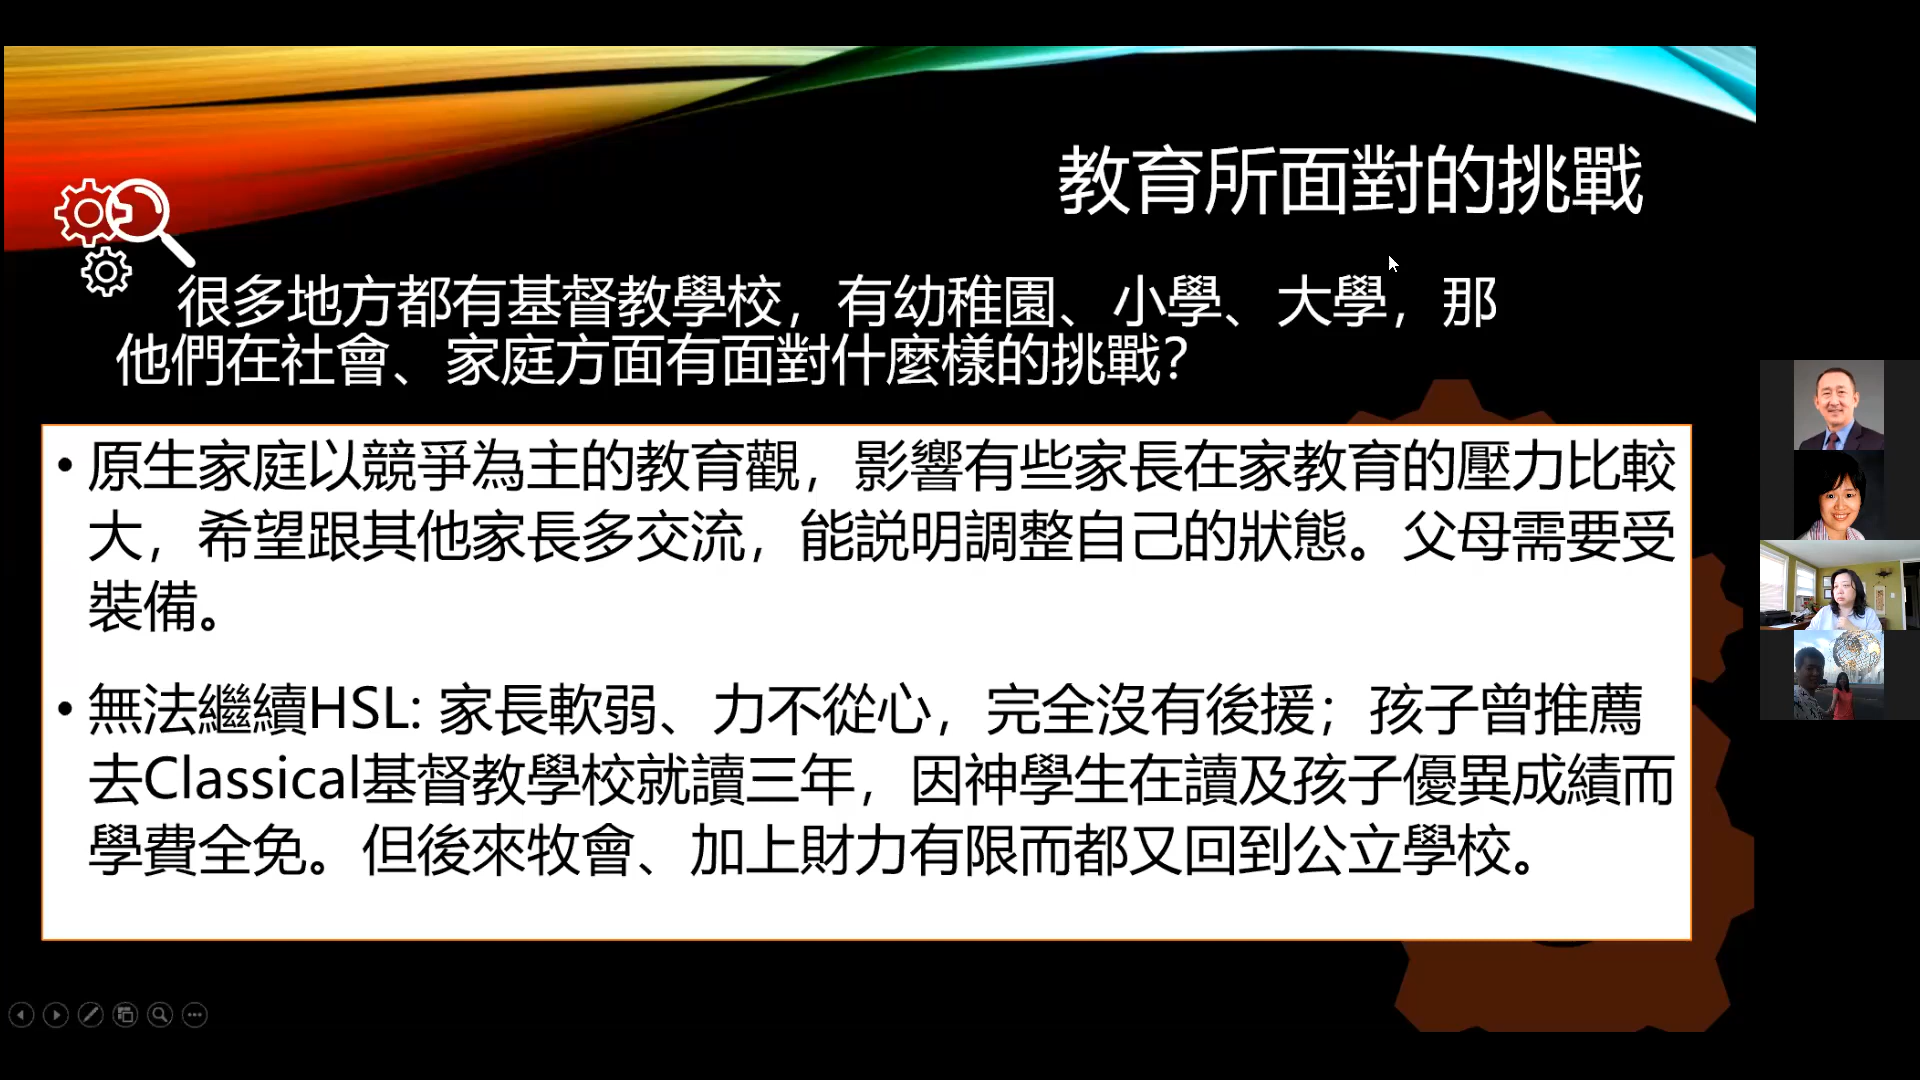 教育所面對的挑戰
很多地方都有基督教學校，有幼稚園、小學、大學，那
他們在社會、家庭方面有面對什麼樣的挑戰？
• 原生家庭以競爭為主的教育觀，影響有些家長在家教育的壓力比較
大，希望跟其他家長多交流，能説明調整自己的狀態。父母需要受
裝備。
• 無法繼續HSL: 家長軟弱、力不從心，完全沒有後援；孩子曾推薦
去Classical基督教學校就讀三年，因神學生在讀及孩子優異成績而
學費全免。但後來牧會、加上財力有限而都又回到公立學校。